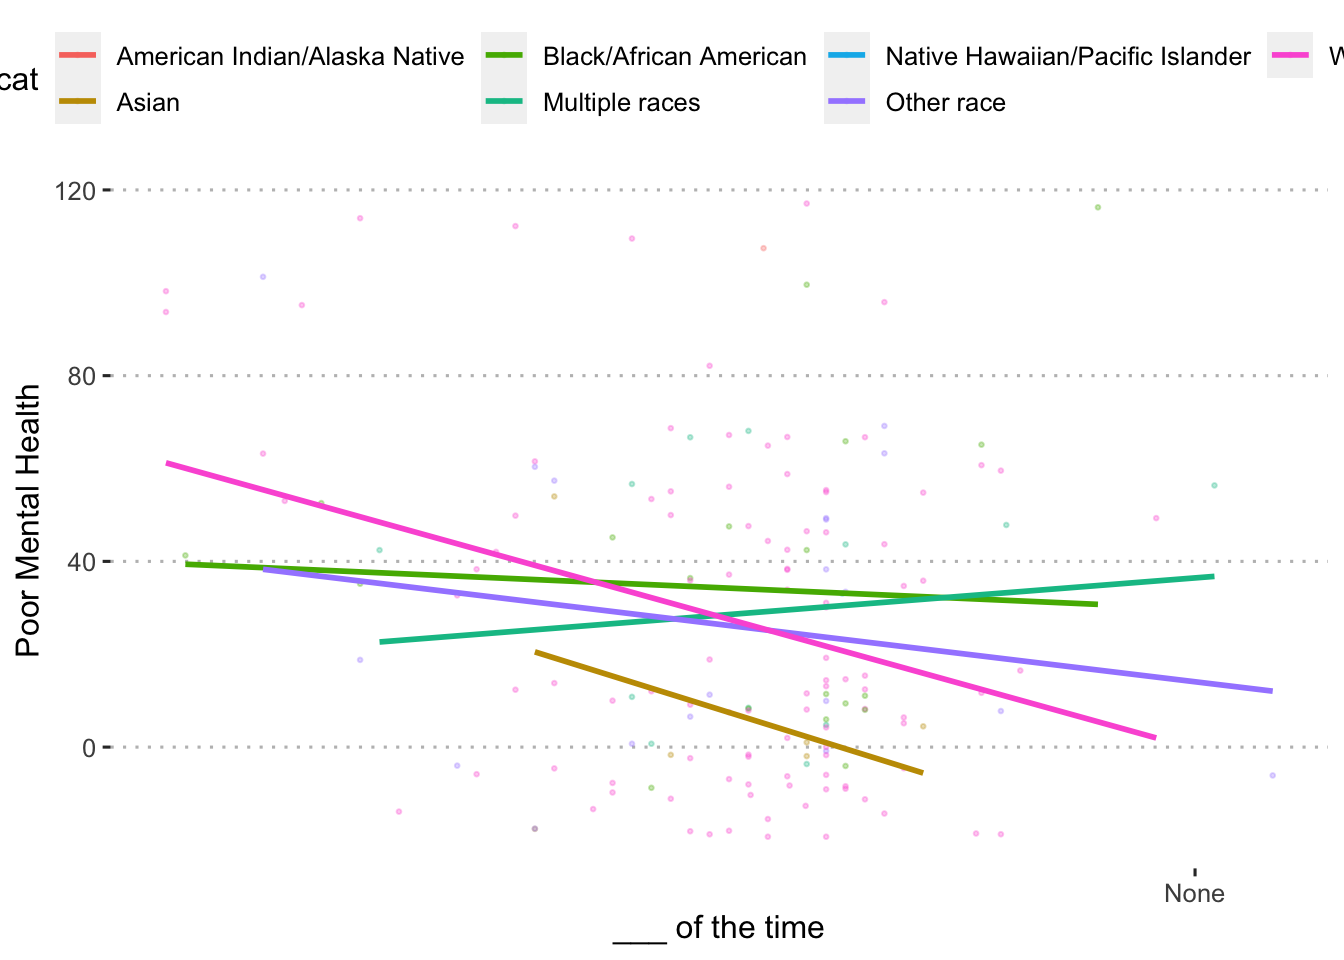 American Indian/Alaska Native Black/African American Native Hawaiian/Pacific Islander
cat
Asian Multiple races Other race
120
80
40
0
Poor Mental Health
None
___ of the time